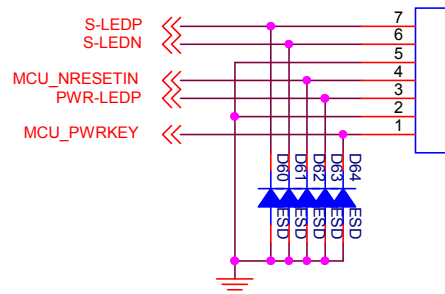 S-LEDP
7
S-LEDN
6
5
MCU_NRESETIN
4
PWR-LEDP
3
2
MCU_PWRKEY
1
D60
D61
D62
D63
D64
ESD
ESD
ESD
ESD
ESD